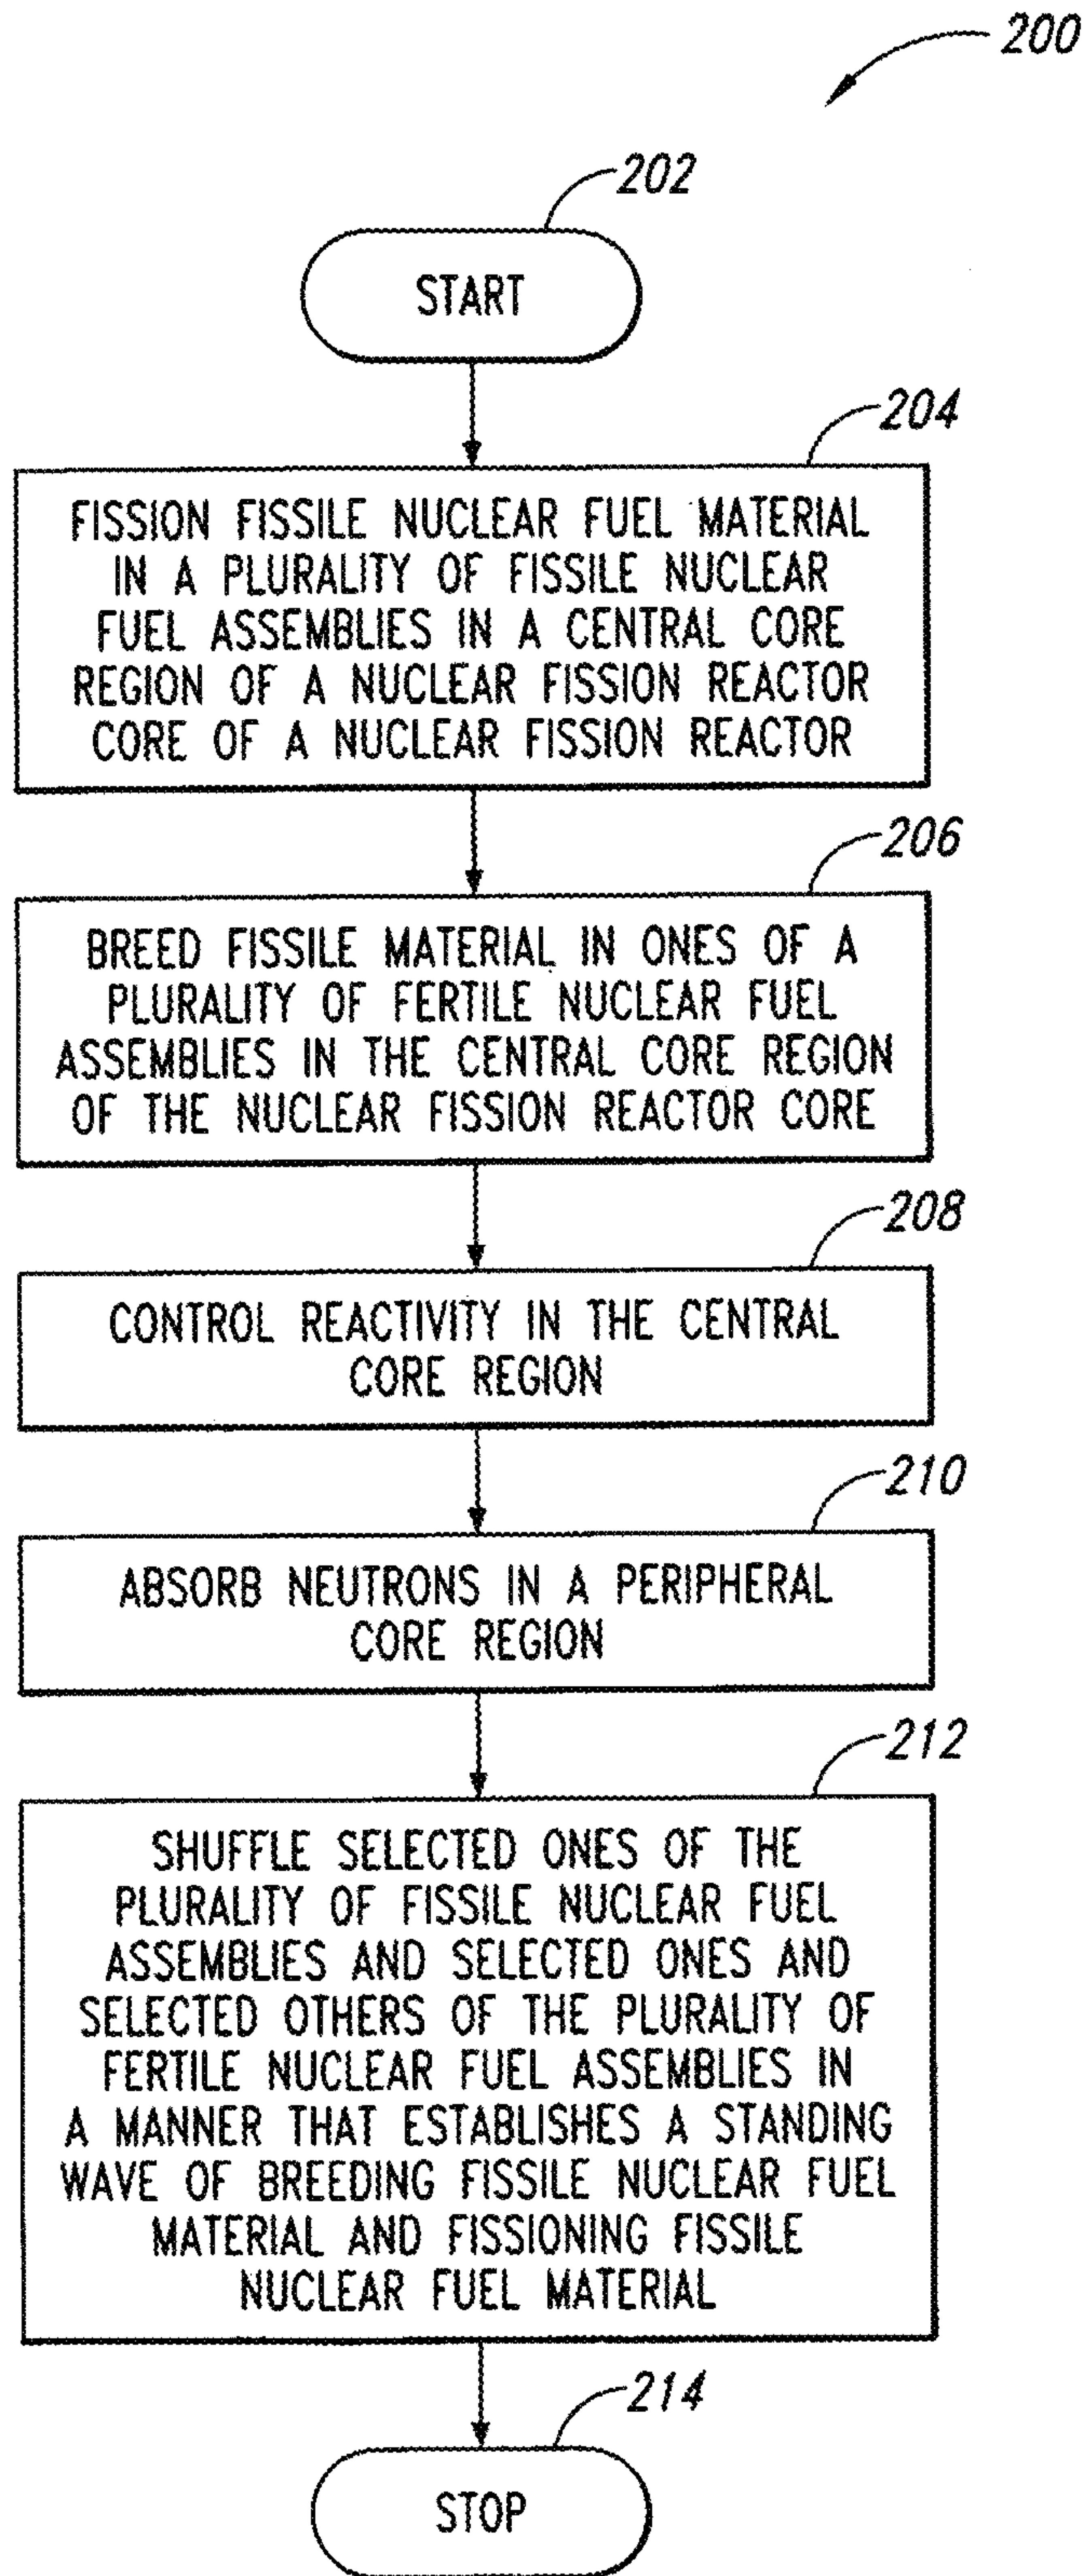 200
202
START
204
FISSION FISSILE NUCLEAR FUEL MATERIAL
IN A PLURALITY OF FISSILE NUCLEAR
FUEL ASSEMBLIES IN A CENTRAL CORE
REGION OF A NUCLEAR FISSION REACTOR
CORE OF A NUCLEAR FISSION REACTOR
206
BREED FISSILE MATERIAL IN ONES OF A
PLURALITY OF FERTILE NUCLEAR FUEL
ASSEMBLIES IN THE CENTRAL CORE REGION
OF THE NUCLEAR FISSION REACTOR CORE
208
CONTROL REACTIVITY IN THE CENTRAL
CORE REGION
210
ABSORB NEUTRONS IN A PERIPHERAL
CORE REGION
212
SHUFFLE SELECTED ONES OF THE
PLURALITY OF FISSILE NUCLEAR FUEL
ASSEMBLIES AND SELECTED ONES AND
SELECTED OTHERS OF THE PLURALITY OF
FERTILE NUCLEAR FUEL ASSEMBLIES IN
A MANNER THAT ESTABLISHES A STANDING
WAVE OF BREEDING FISSILE NUCLEAR FUEL
MATERIAL AND FISSIONING FISSILE
NUCLEAR FUEL MATERIAL
214
STOP